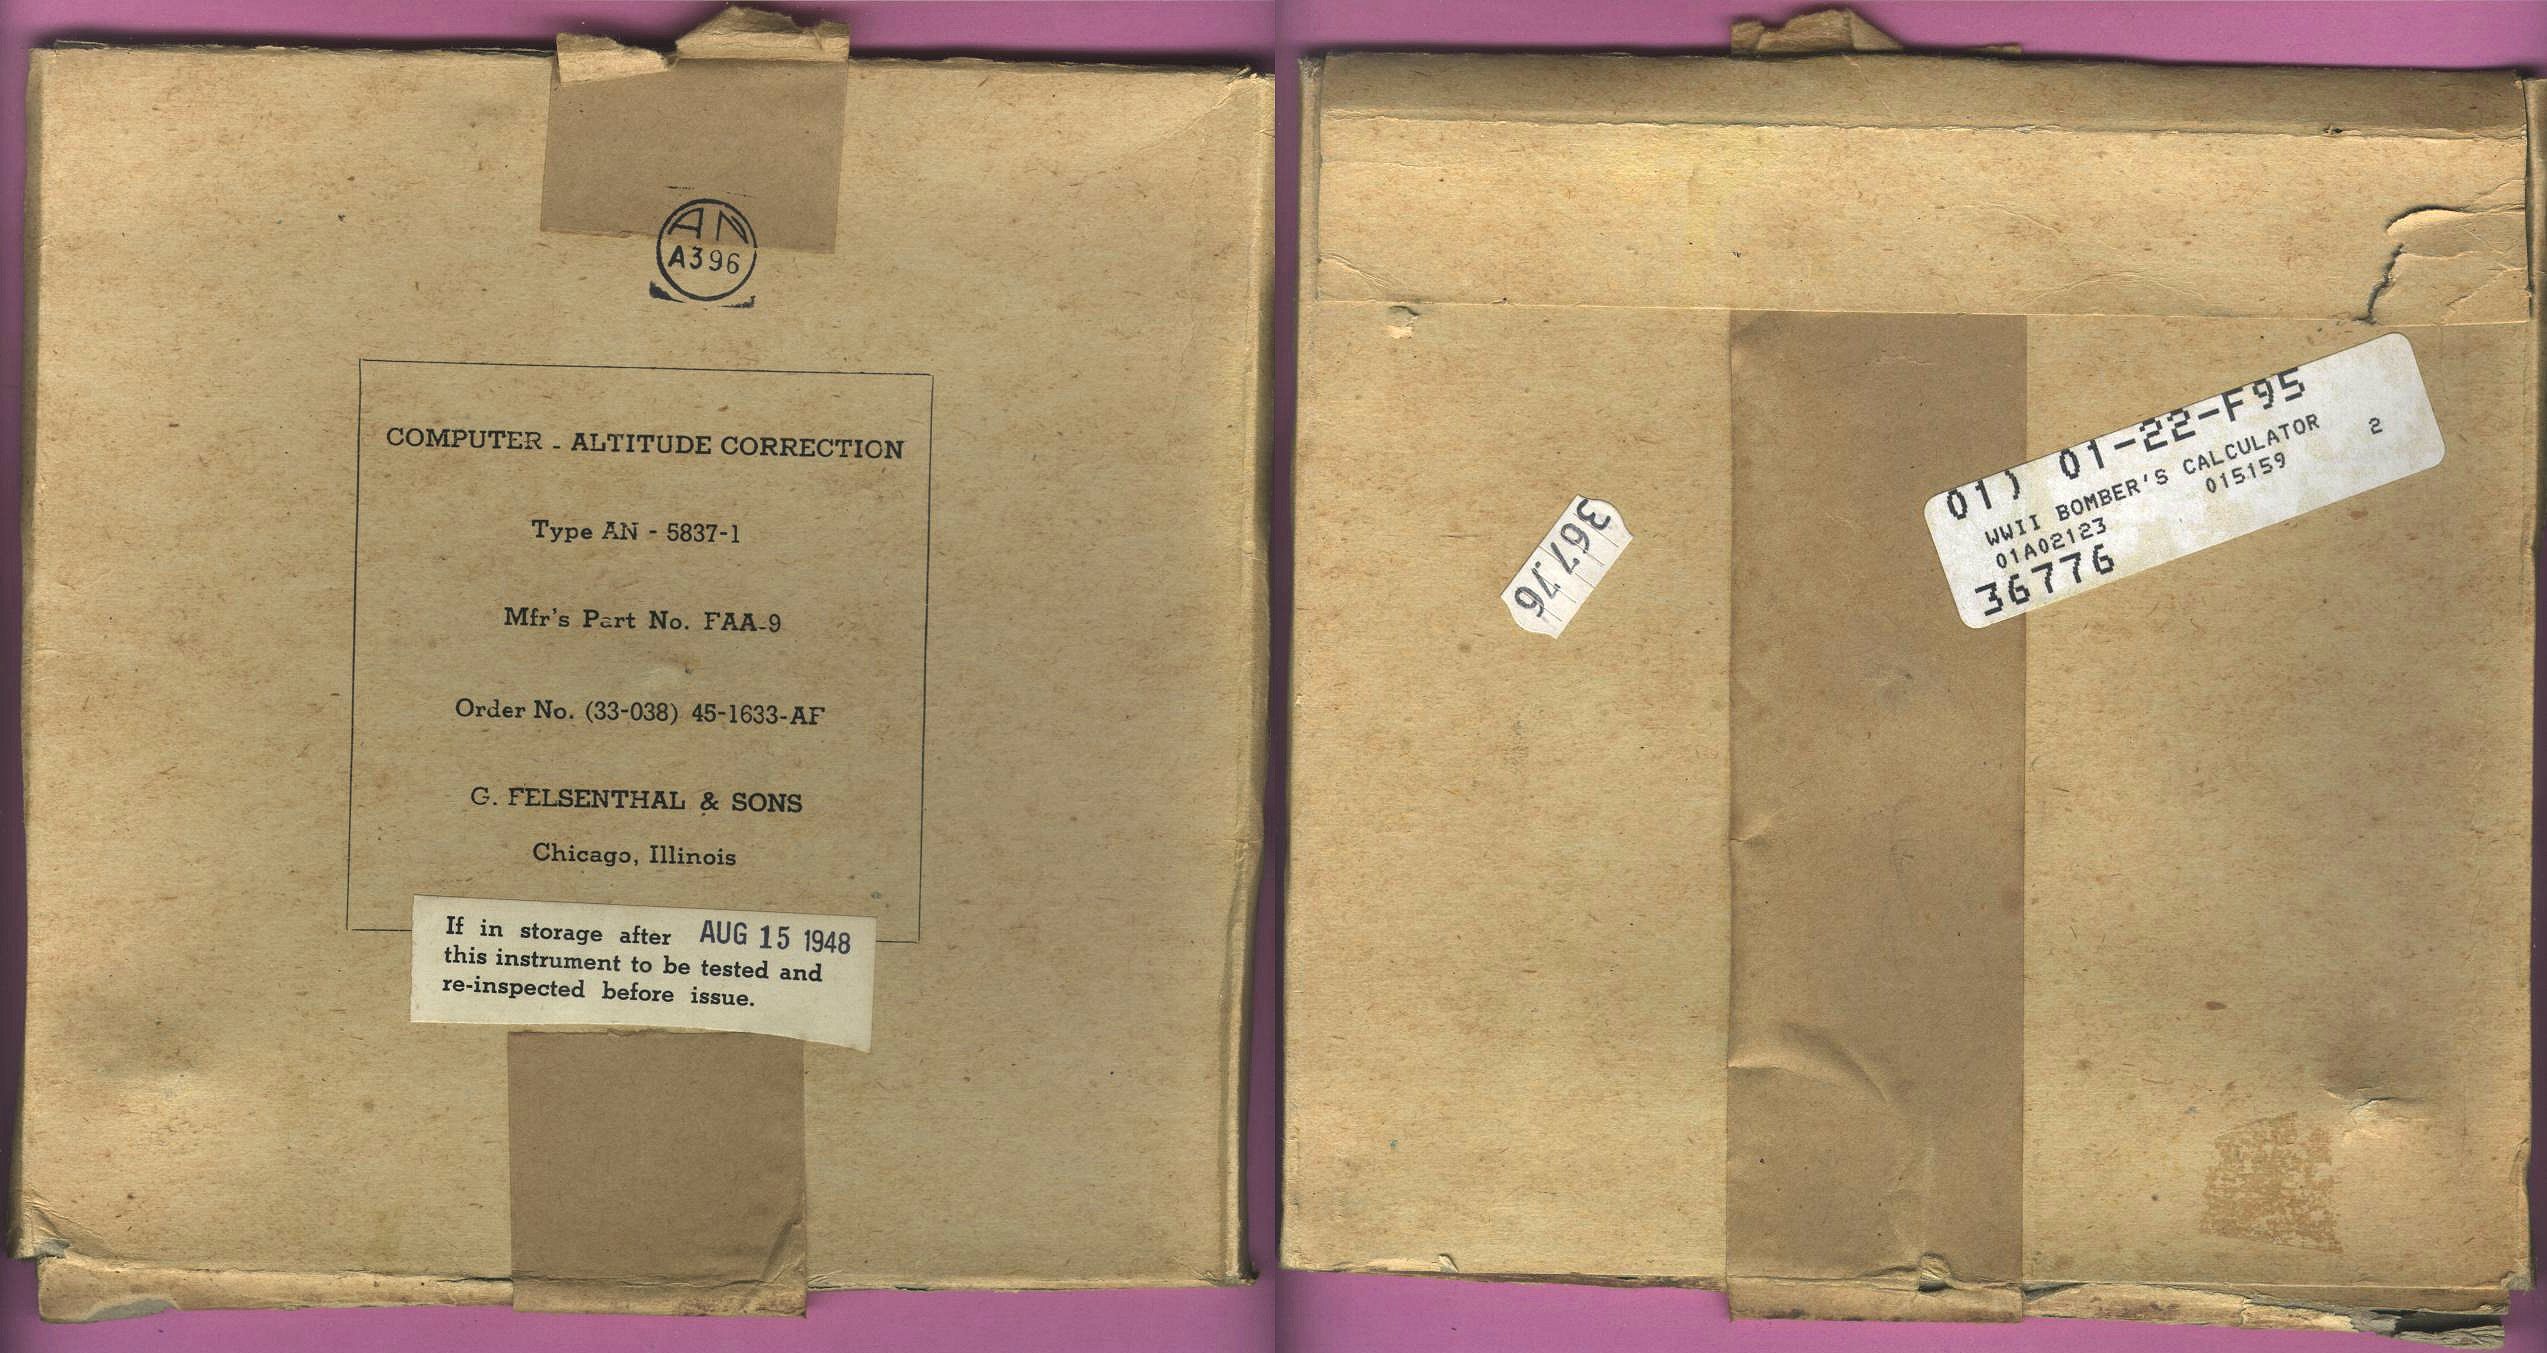 AN
A396
COMPUTER - ALTITUDE CORRECTION
Type AN - 5837-1
Mfr's Part No. FAA-9
Order No. (33-038) 45-1633-AF
G. FELSENTHAL & SONS
Chicago, Illinois
If in storage after AUG 15 1948
this instrument to be tested and
re-inspected before issue.
36776
01) 01-22-F95
WWII BOMBER'S CALCULATOR 2
01A02123 015159
36776